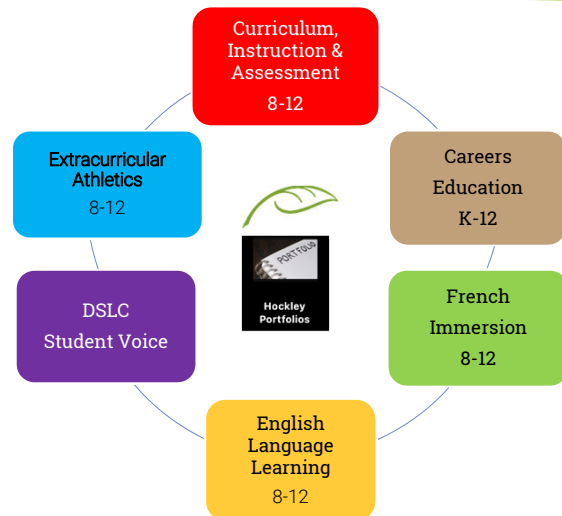 Curriculum,
Instruction &
Assessment
8-12
Extracurricular
Athletics
8-12
Careers
Education
K-12
PORTFOLIO
Hockley
Portfolios
DSLC
Student Voice
French
Immersion
8-12
English
Language
Learning
8-12